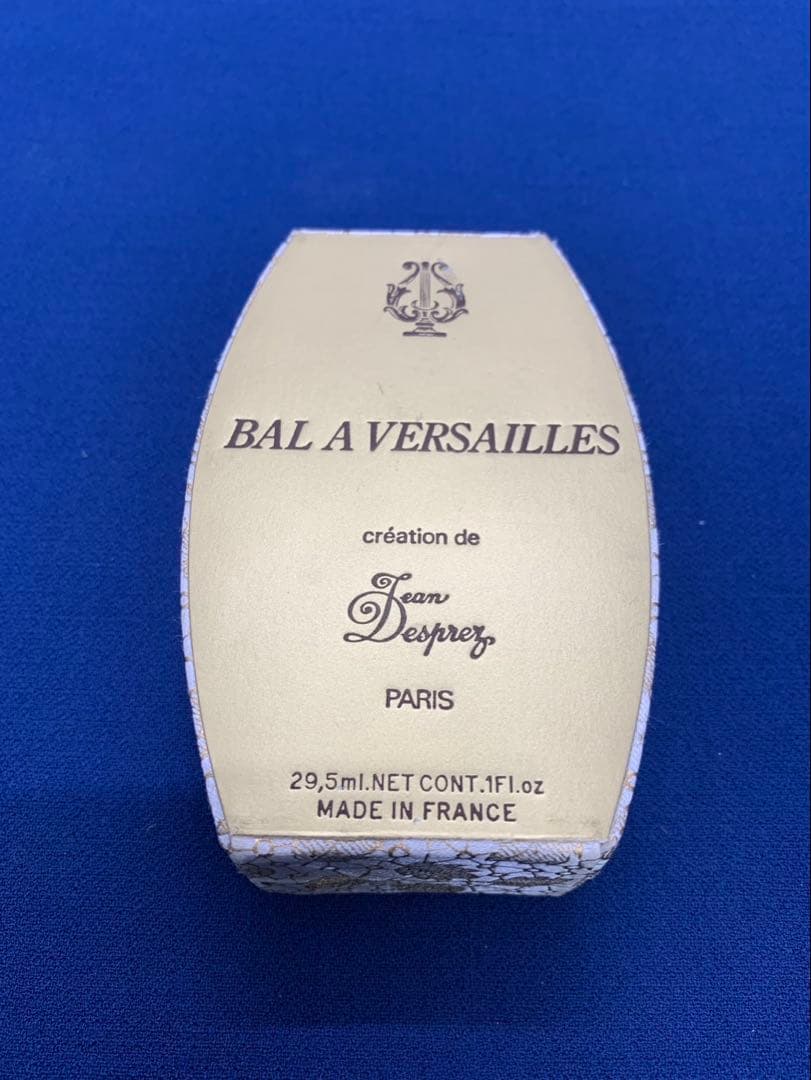 BAL A VERSAILLES
création de
Jean
Desprez
PARIS
29,5ml.NET CONT.1Fl.oz
MADE IN FRANCE